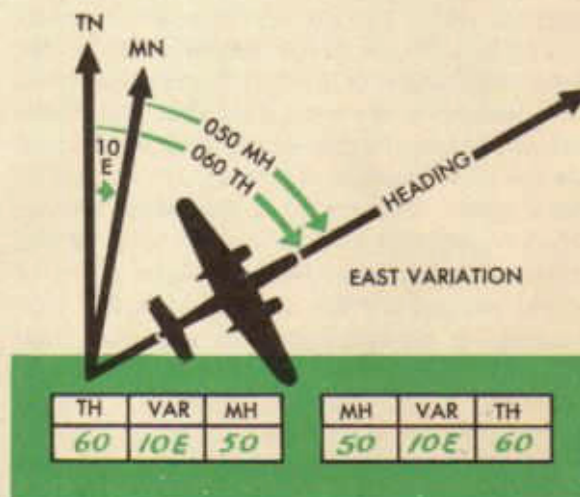 TN
MN
10
E
050 MH
060 TH
HEADING
EAST VARIATION
TH VAR MH
60 10E 50
MH VAR TH
50 10E 60